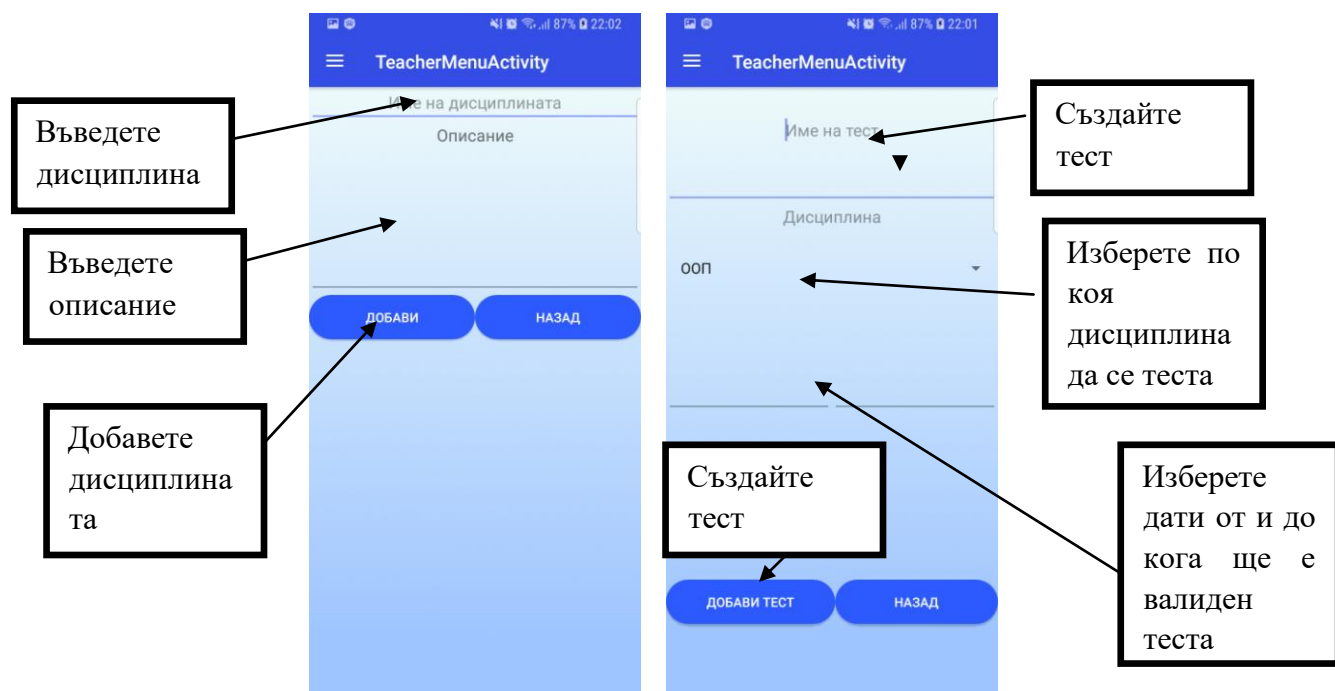 87% 22:02
TeacherMenuActivity
Име на дисциплината
Описание
ДОБАВИ
НАЗАД
Въведете
дисциплина
Въведете
описание
Добавете
дисциплина
та
87% 22:01
TeacherMenuActivity
Име на тест
Дисциплина
ООП
ДОБАВИ ТЕСТ
НАЗАД
Създайте
тест
Създайте
тест
Изберете по
коя
дисциплина
да се теста
Изберете
дати от и до
кога ще е
валиден
теста